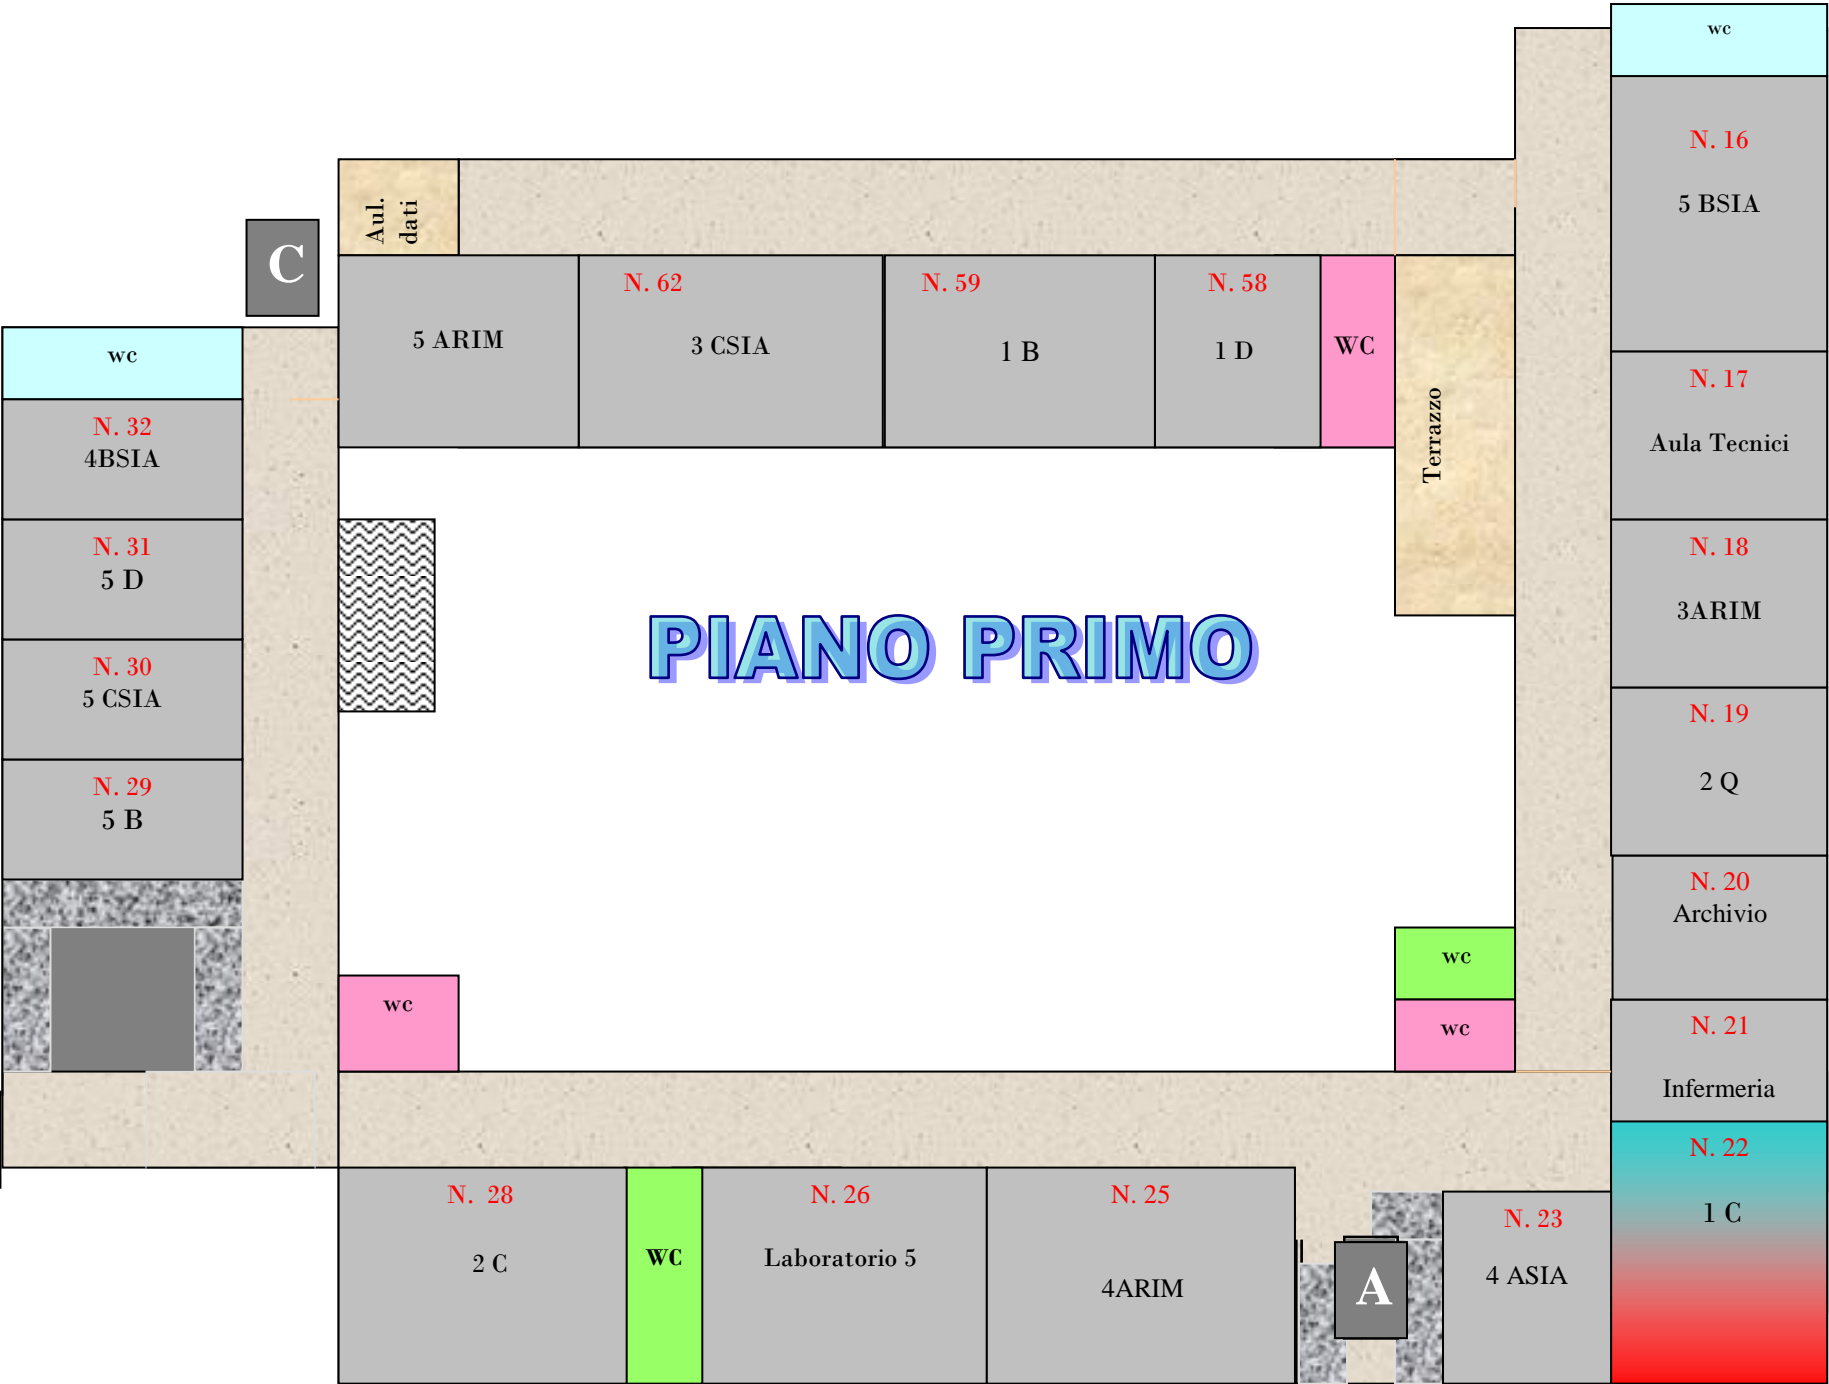 wc
N. 16
5 BSIA
Aul.
dati
C
N. 62
N. 59
N. 58
5 ARIM
3 CSIA
1 B
1 D
WC
wc
N. 17
Aula Tecnici
Terrazzo
N. 32
4BSIA
N. 31
5 D
N. 18
3ARIM
PIANO PRIMO
N. 30
5 CSIA
N. 19
2 Q
N. 29
5 B
N. 20
Archivio
wc
wc
wc
N. 21
Infermeria
N. 22
1 C
N. 28
2 C
WC
N. 26
Laboratorio 5
N. 25
4ARIM
A
N. 23
4 ASIA